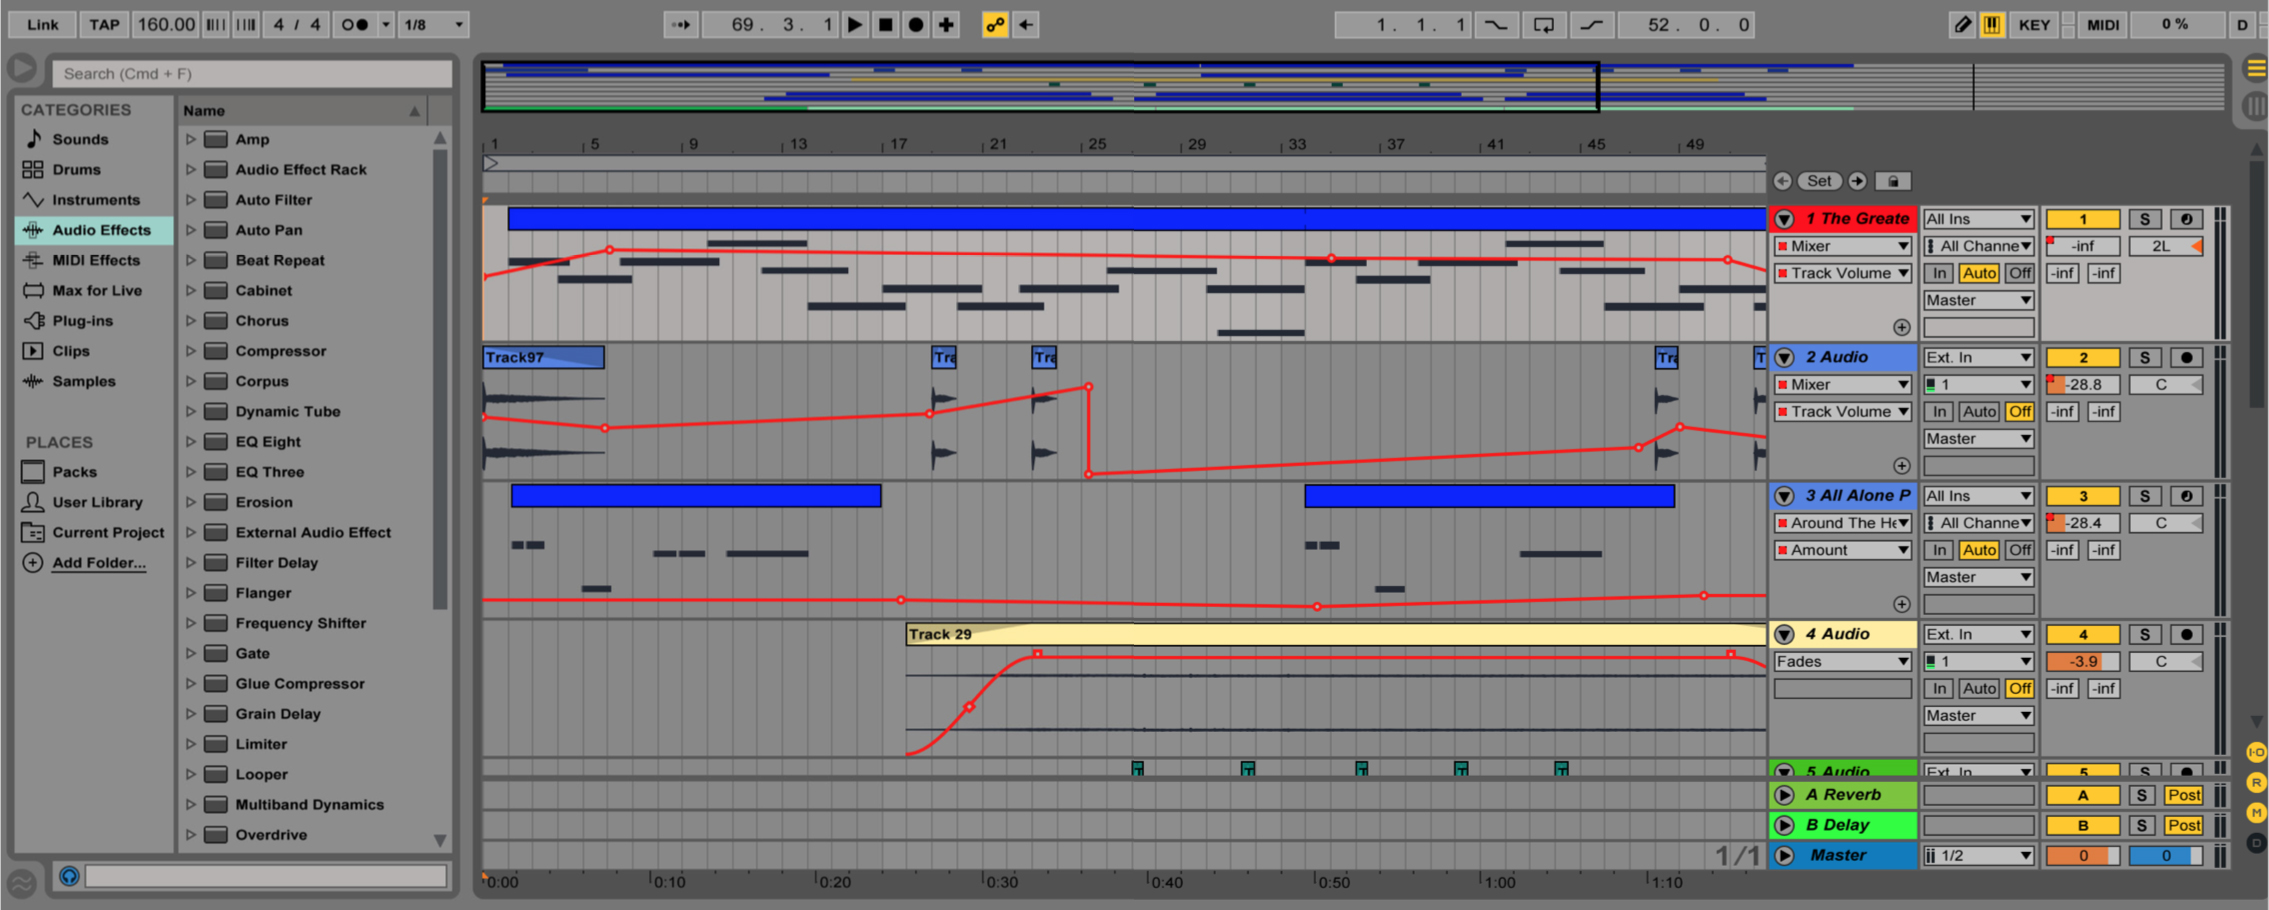 Link TAP 160.00 4 / 4 1/8 69 . 3 . 1 1 . 1 . 1 52 . 0 . 0 KEY MIDI 0 % D
Search (Cmd + F)
CATEGORIES
Sounds
Drums
Instruments
Audio Effects
MIDI Effects
Max for Live
Plug-ins
Clips
Samples
PLACES
Packs
User Library
Current Project
Add Folder...
Name
Amp
Audio Effect Rack
Auto Filter
Auto Pan
Beat Repeat
Cabinet
Chorus
Compressor
Corpus
Dynamic Tube
EQ Eight
EQ Three
Erosion
External Audio Effect
Filter Delay
Flanger
Frequency Shifter
Gate
Glue Compressor
Grain Delay
Limiter
Looper
Multiband Dynamics
Overdrive
1 5 9 13 17 21 25 29 33 37 41 45 49
Set
1 The Greate All Ins 1 S
Mixer All Channe -inf 2L
Track Volume In Auto Off -inf -inf
Master
Track97 Tra Tra Tra T
2 Audio Ext. In 2 S
Mixer 1 -28.8 C
Track Volume In Auto Off -inf -inf
Master
3 All Alone P All Ins 3 S
Around The He All Channe -28.4 C
Amount In Auto Off -inf -inf
Master
Track 29
4 Audio Ext. In 4 S
Fades 1 -3.9 C
In Auto Off -inf -inf
Master
T T T T T
5 Audio Ext. In 5 S
A Reverb A S Post
B Delay B S Post
1/1 Master 1/2 0 0
0:00 0:10 0:20 0:30 0:40 0:50 1:00 1:10
I-O
R
M
D